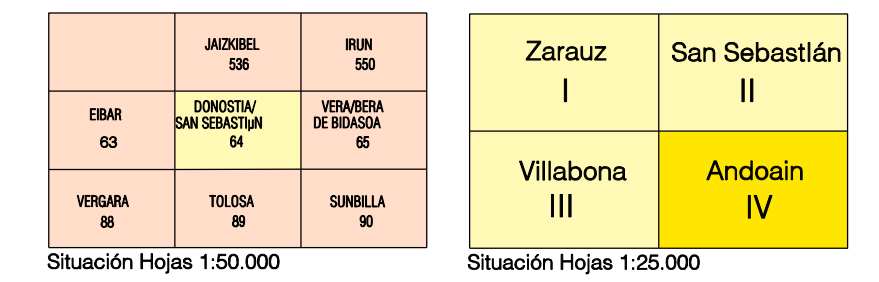 JAIZKIBEL
536
IRUN
550
EIBAR
63
DONOSTIA/
SAN SEBASTIµN
64
VERA/BERA
DE BIDASOA
65
VERGARA
88
TOLOSA
89
SUNBILLA
90
Situación Hojas 1:50.000
Zarauz
I
San SebastIán
II
Villabona
III
Andoain
IV
Situación Hojas 1:25.000